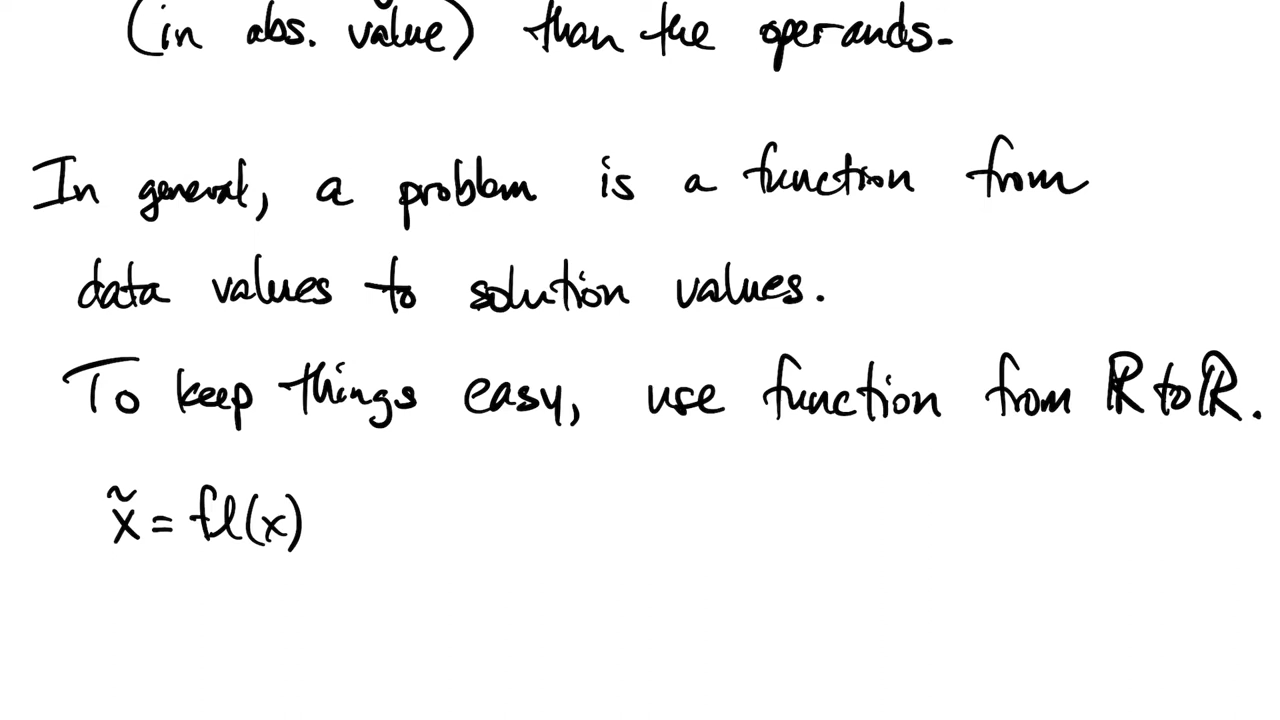 (in abs. value) than the operands.
In general, a problem is a function from
data values to solution values.
To keep things easy, use function from ℝ to ℝ.
x̃ = fl(x)